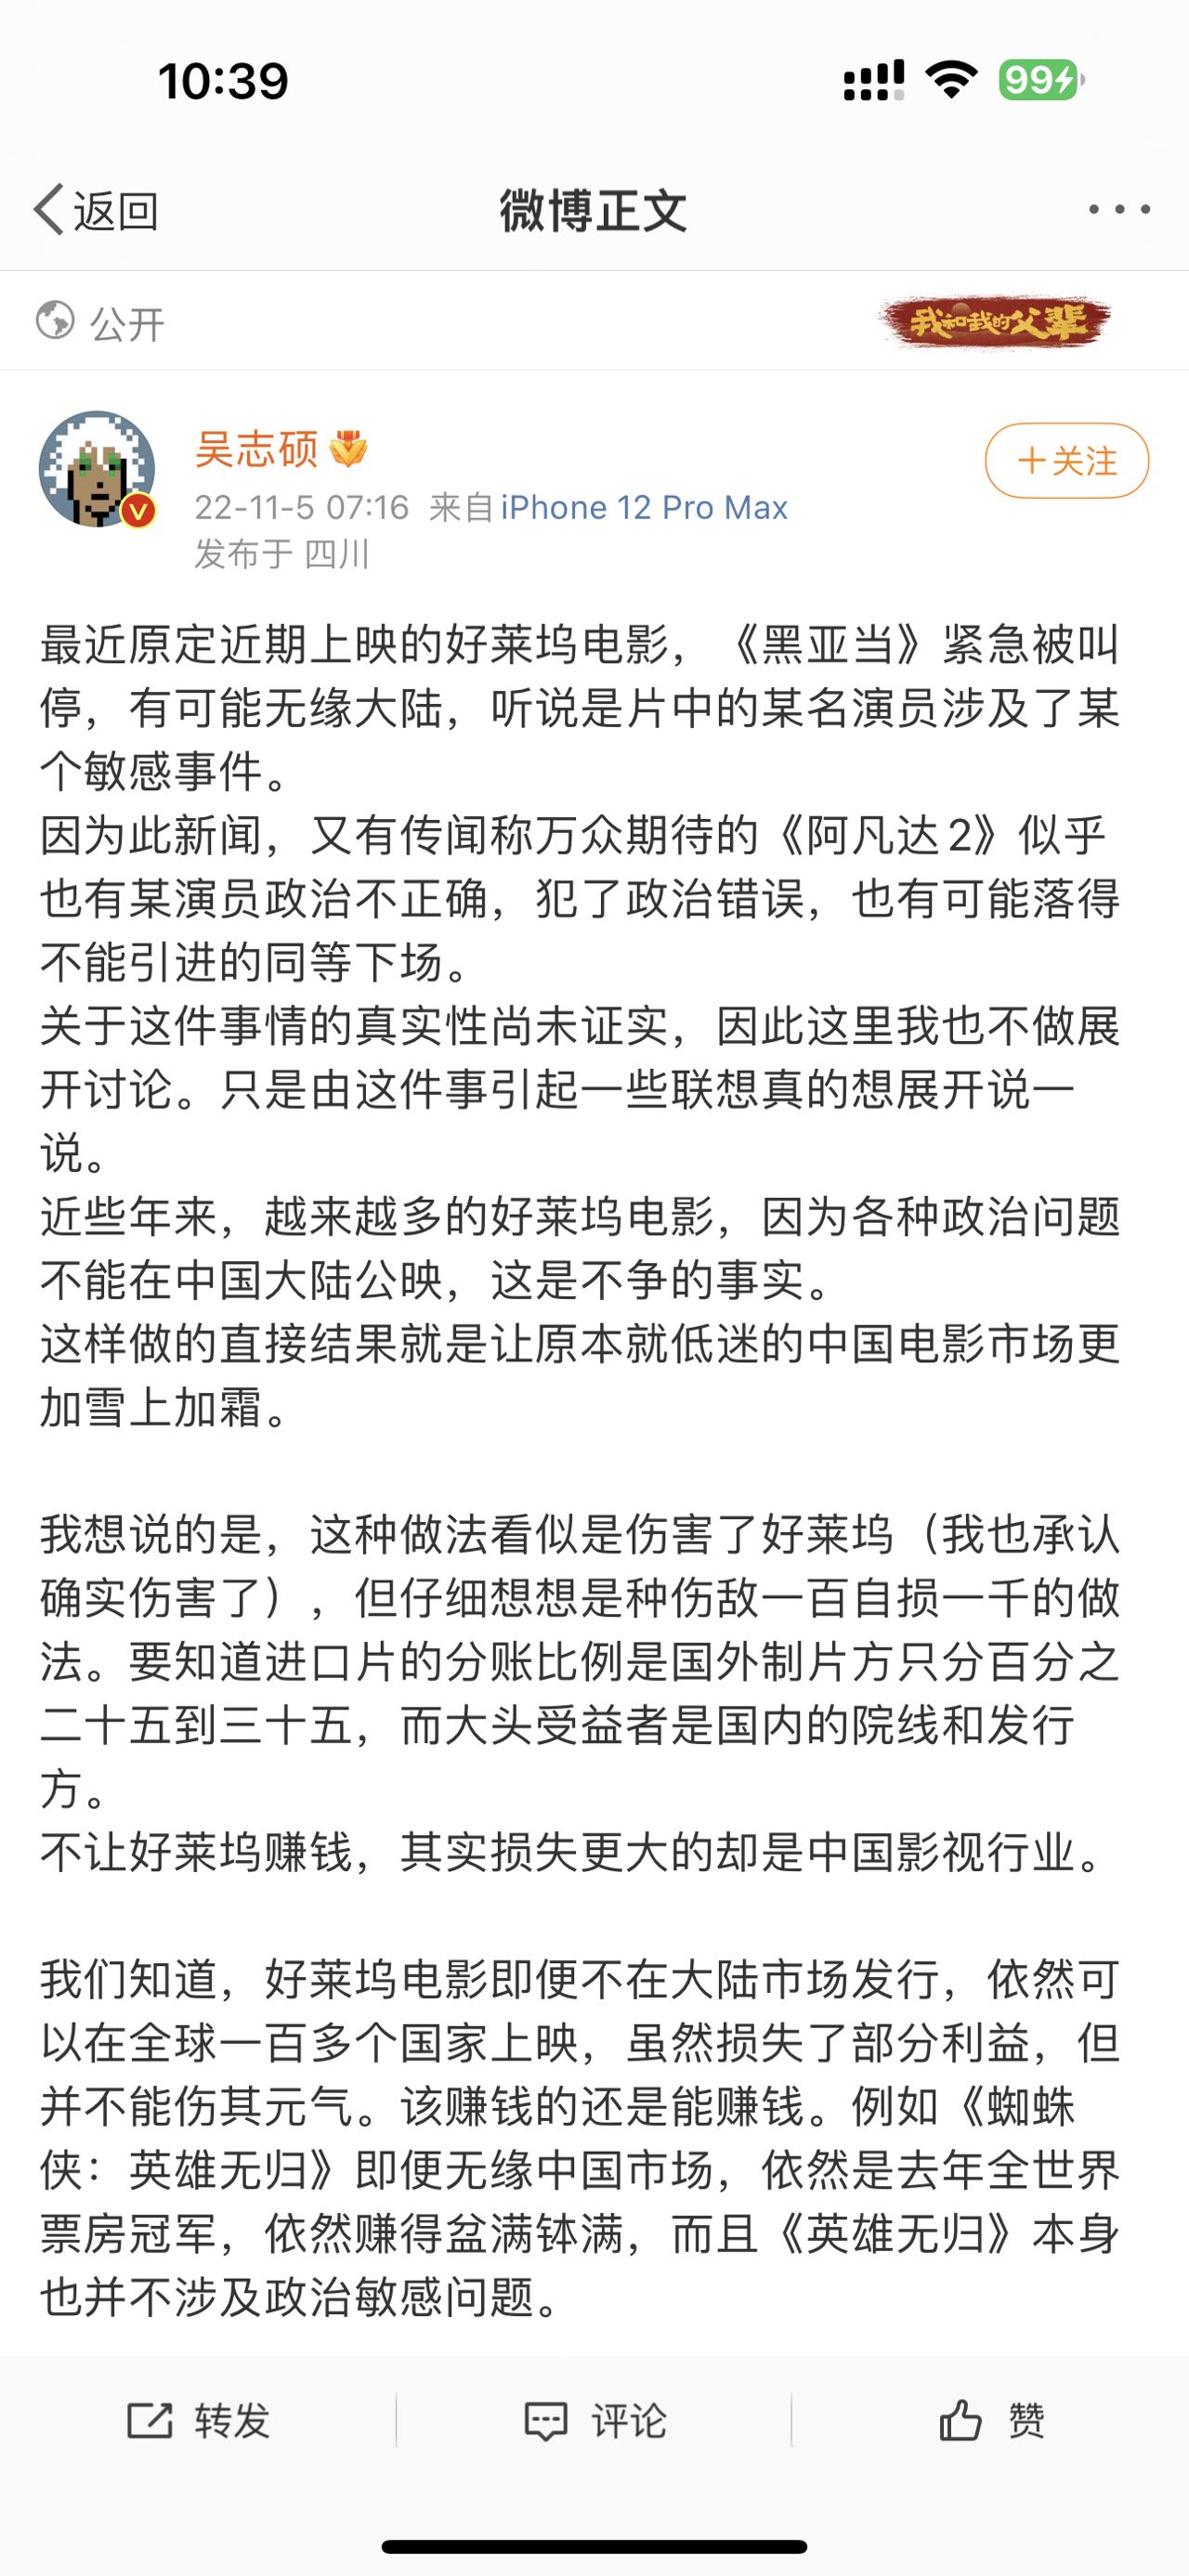 10:39
99
返回
微博正文
公开
我和我的父辈
吴志硕
+关注
22-11-5 07:16 来自 iPhone 12 Pro Max
发布于 四川
最近原定近期上映的好莱坞电影，《黑亚当》紧急被叫
停，有可能无缘大陆，听说是片中的某名演员涉及了某
个敏感事件。
因为此新闻，又有传闻称万众期待的《阿凡达2》似乎
也有某演员政治不正确，犯了政治错误，也有可能落得
不能引进的同等下场。
关于这件事情的真实性尚未证实，因此这里我也不做展
开讨论。只是由这件事引起一些联想真的想展开说一
说。
近些年来，越来越多的好莱坞电影，因为各种政治问题
不能在中国大陆公映，这是不争的事实。
这样做的直接结果就是让原本就低迷的中国电影市场更
加雪上加霜。
我想说的是，这种做法看似是伤害了好莱坞（我也承认
确实伤害了），但仔细想想是种伤敌一百自损一千的做
法。要知道进口片的分账比例是国外制片方只分百分之
二十五到三十五，而大头受益者是国内的院线和发行
方。
不让好莱坞赚钱，其实损失更大的却是中国影视行业。
我们知道，好莱坞电影即便不在大陆市场发行，依然可
以在全球一百多个国家上映，虽然损失了部分利益，但
并不能伤其元气。该赚钱的还是能赚钱。例如《蜘蛛
侠：英雄无归》即便无缘中国市场，依然是去年全世界
票房冠军，依然赚得盆满钵满，而且《英雄无归》本身
也并不涉及政治敏感问题。
转发
评论
赞